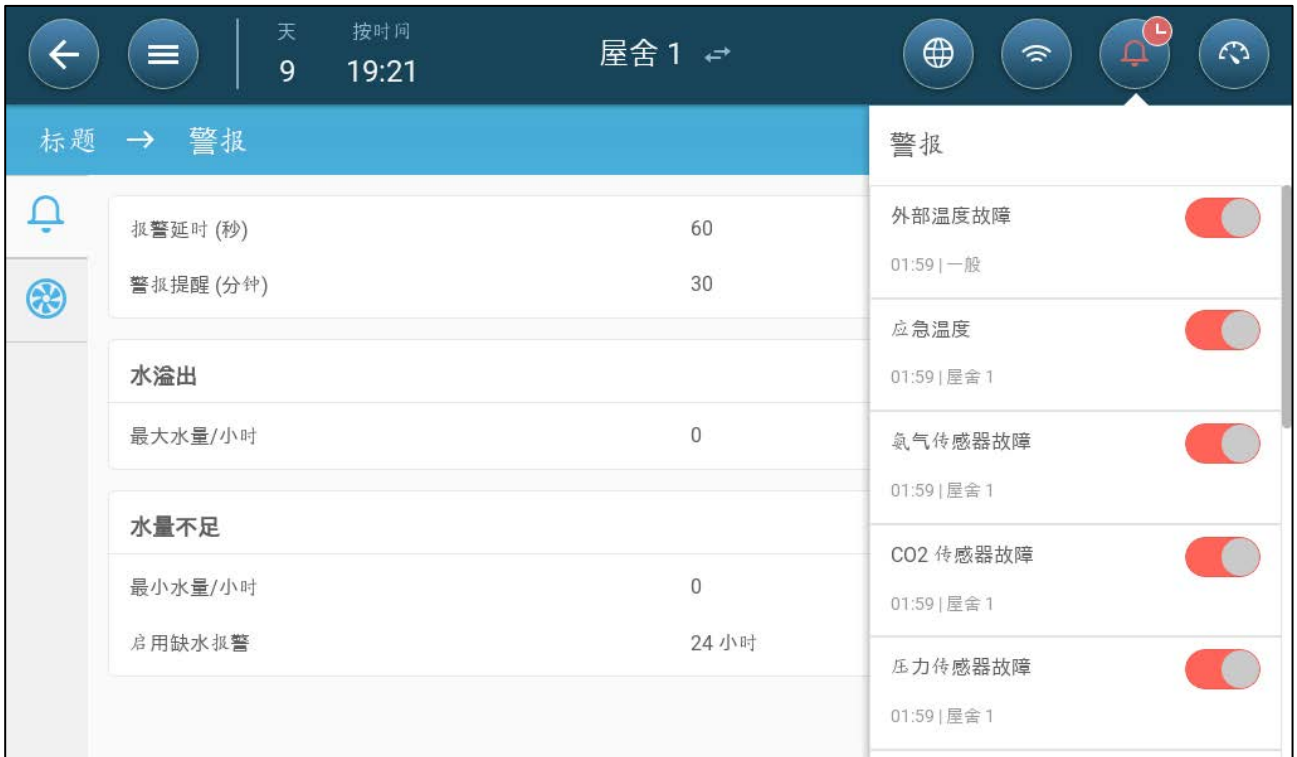 天 按时间
9 19:21 屋舍 1
标题 → 警报
报警延时 (秒) 60
警报提醒 (分钟) 30
水溢出
最大水量/小时 0
水量不足
最小水量/小时 0
启用缺水报警 24 小时
警报
外部温度故障
01:59 | 一般
应急温度
01:59 | 屋舍 1
氨气传感器故障
01:59 | 屋舍 1
CO2 传感器故障
01:59 | 屋舍 1
压力传感器故障
01:59 | 屋舍 1